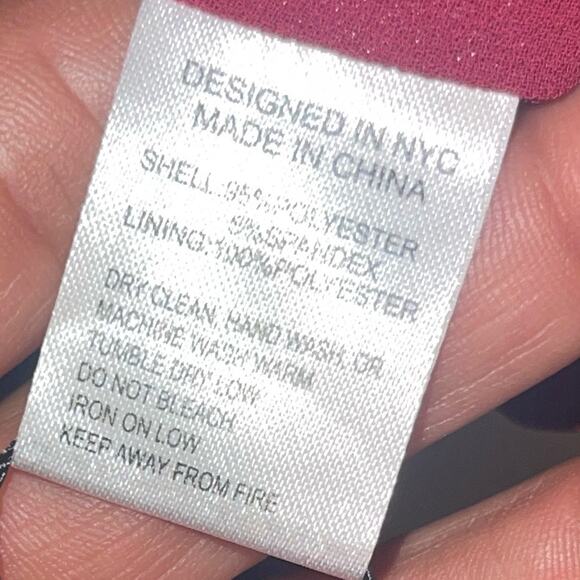 DESIGNED IN NYC
MADE IN CHINA
SHELL:95%POLYESTER
5%SPANDEX
LINING:100%POLYESTER
DRY CLEAN, HAND WASH, OR
MACHINE WASH WARM
TUMBLE DRY LOW
DO NOT BLEACH
IRON ON LOW
KEEP AWAY FROM FIRE